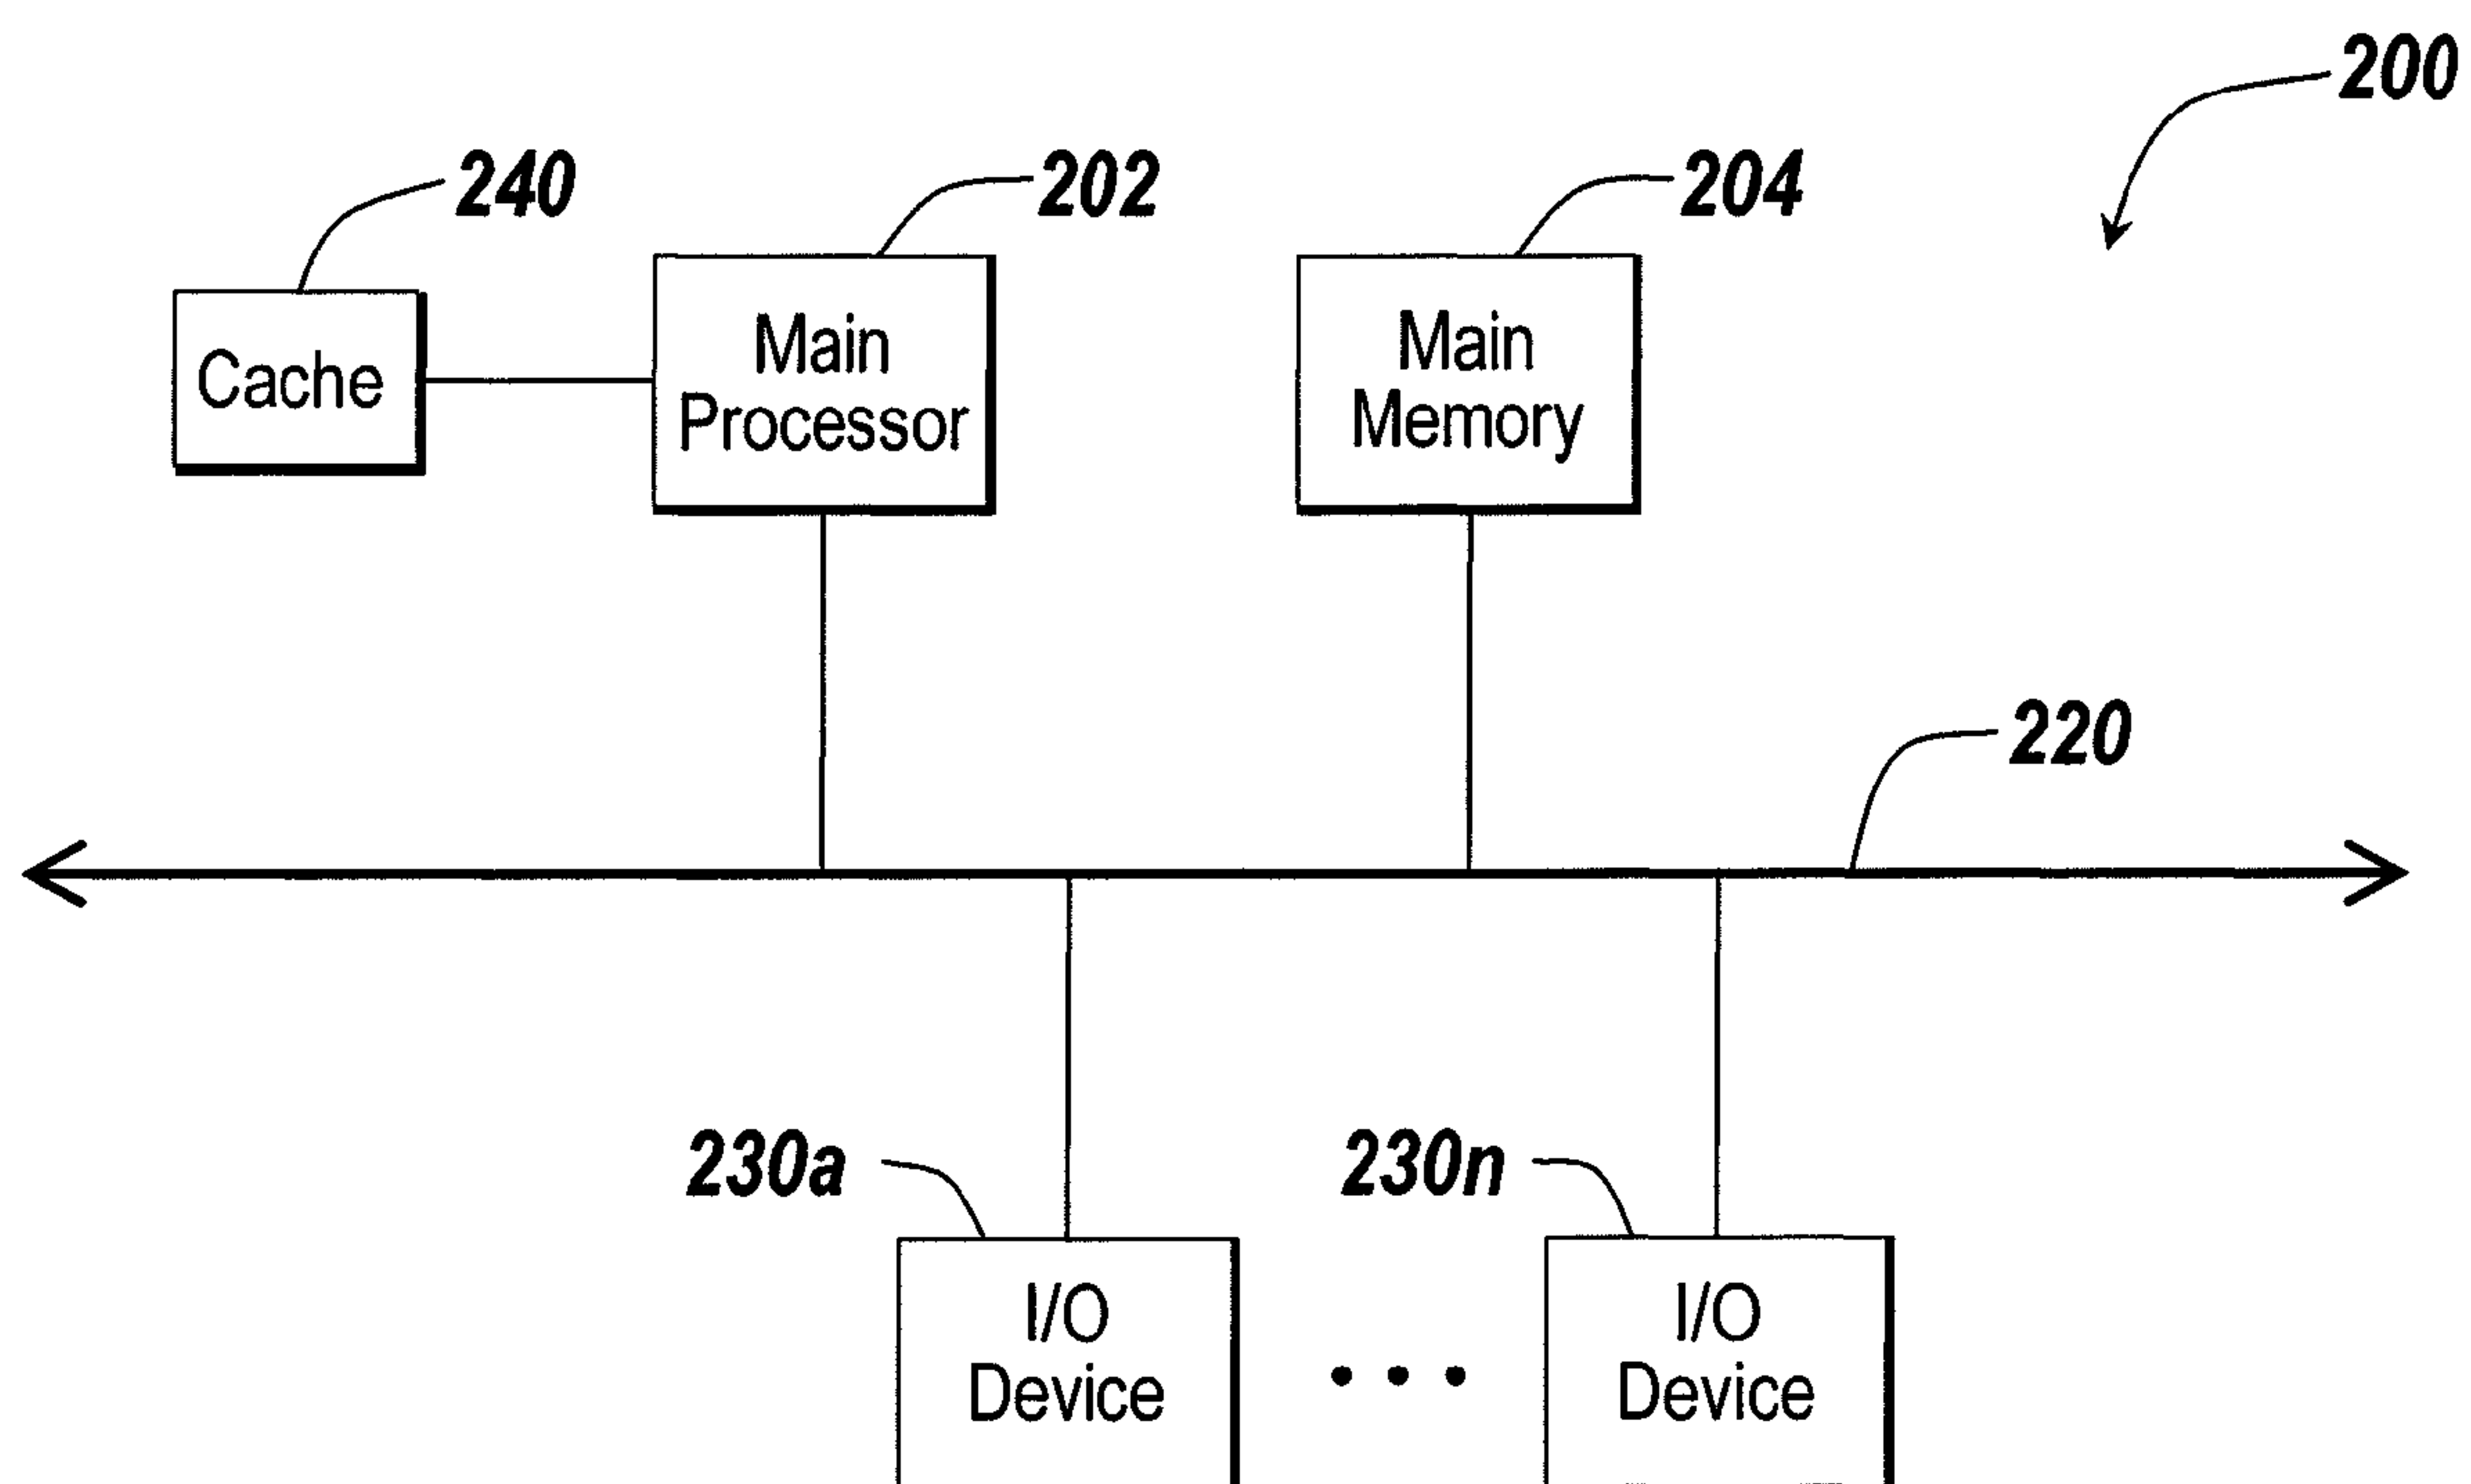 200
240
202
204
Cache
Main
Processor
Main
Memory
220
230a
230n
I/O
Device
I/O
Device